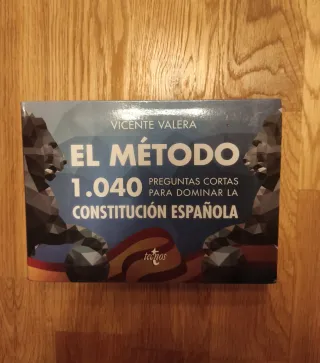 VICENTE VALERA
EL MÉTODO
1.040 PREGUNTAS CORTAS
PARA DOMINAR LA
CONSTITUCIÓN ESPAÑOLA
tecnos